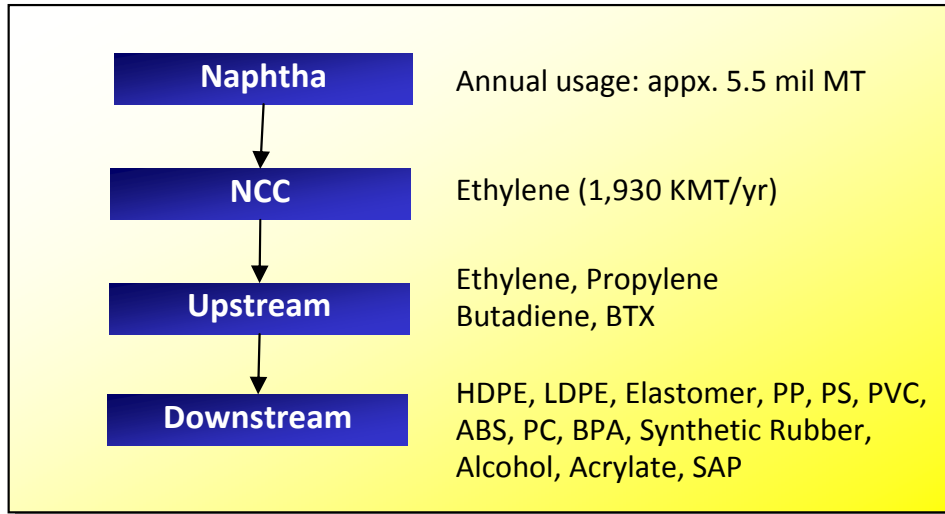 Naphtha
Annual usage: appx. 5.5 mil MT
NCC
Ethylene (1,930 KMT/yr)
Upstream
Ethylene, Propylene
Butadiene, BTX
Downstream
HDPE, LDPE, Elastomer, PP, PS, PVC,
ABS, PC, BPA, Synthetic Rubber,
Alcohol, Acrylate, SAP